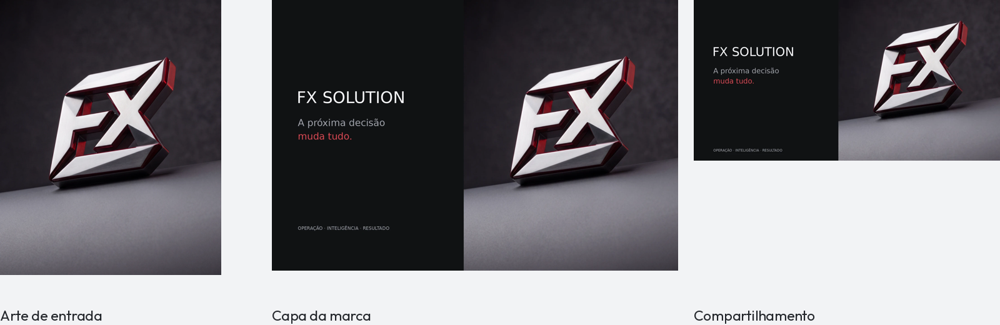 FX
FX SOLUTION
A próxima decisão
muda tudo.
OPERAÇÃO · INTELIGÊNCIA · RESULTADO
FX
FX SOLUTION
A próxima decisão
muda tudo.
OPERAÇÃO · INTELIGÊNCIA · RESULTADO
FX
Arte de entrada
Capa da marca
Compartilhamento